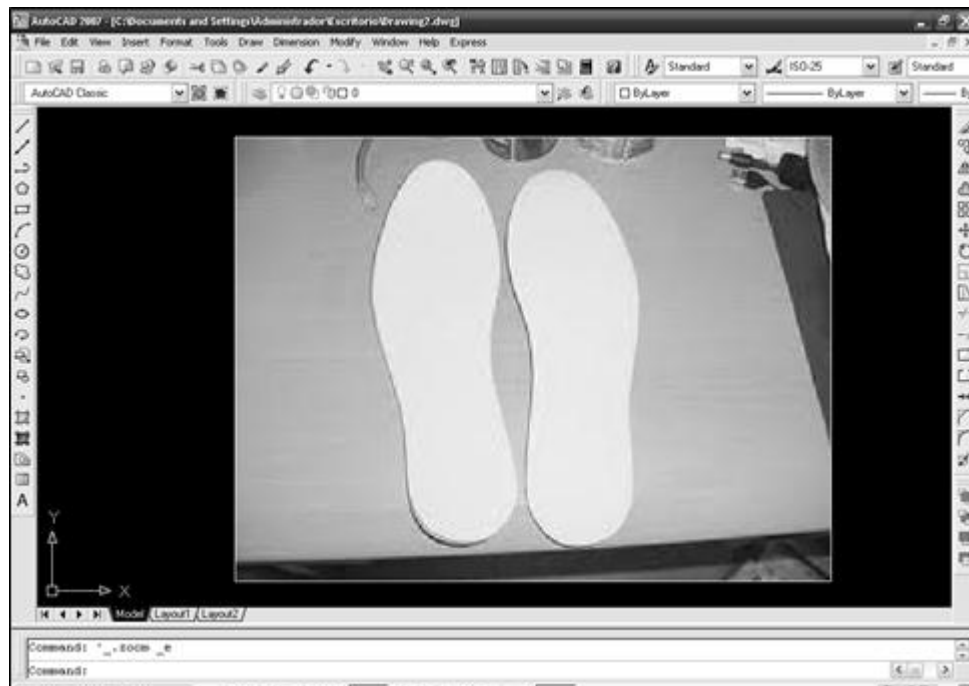 AutoCAD 2007 - [C:\Documents and Settings\Administrador\Escritorio\Drawing2.dwg]
File Edit View Insert Format Tools Draw Dimension Modify Window Help Express
Standard ISO-25 Standard
AutoCAD Classic 0 ByLayer ByLayer
A
Y
X
Model Layout1 Layout2
Command: '_.zoom _e
Command: